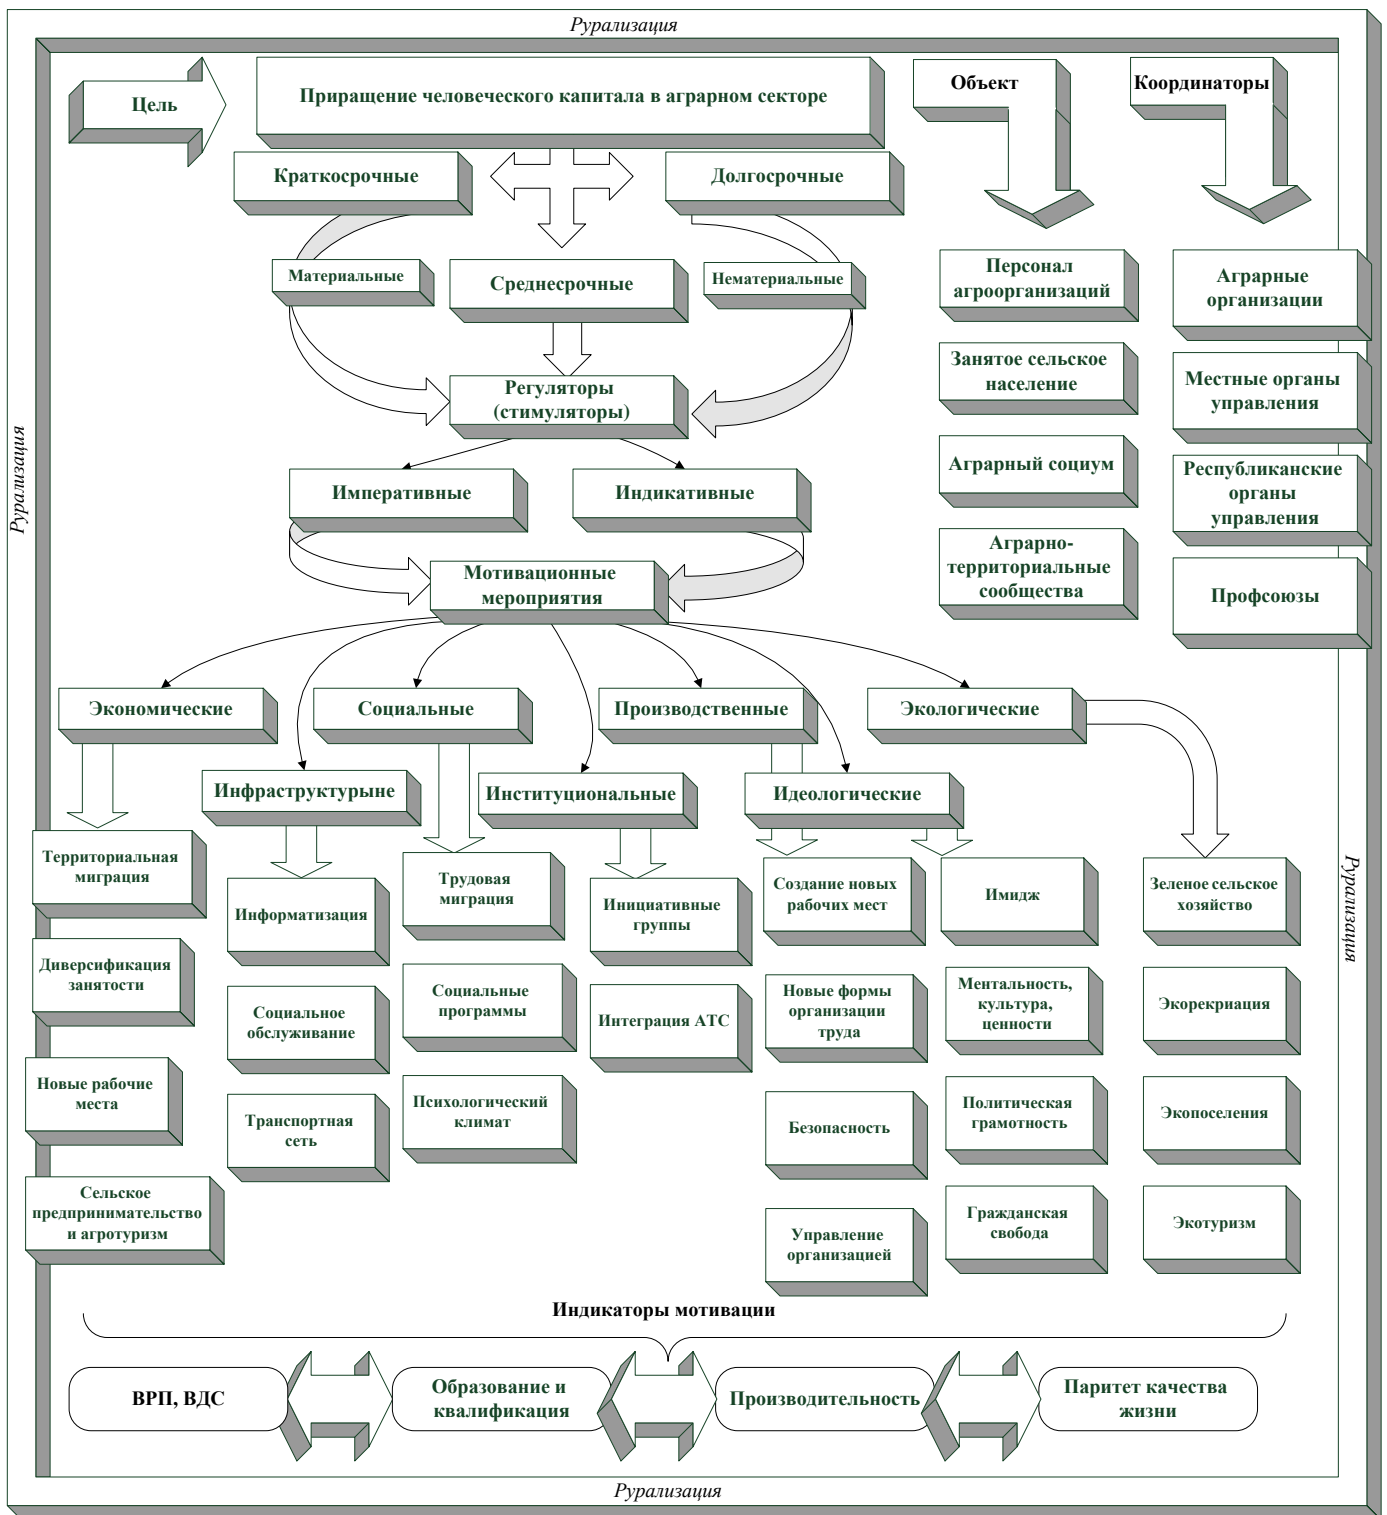 Рурализация
Цель
Приращение человеческого капитала в аграрном секторе
Объект
Координаторы
Краткосрочные
Долгосрочные
Материальные
Среднесрочные
Нематериальные
Регуляторы
(стимуляторы)
Императивные
Индикативные
Мотивационные
мероприятия
Персонал
агроорганизаций
Занятое сельское
население
Аграрный социум
Аграрно-
территориальные
сообщества
Аграрные
организации
Местные органы
управления
Республиканские
органы
управления
Профсоюзы
Рурализация
Экономические
Социальные
Производственные
Экологические
Инфраструктурыне
Институциональные
Идеологические
Территориальная
миграция
Диверсификация
занятости
Новые рабочие
места
Сельское
предпринимательство
и агротуризм
Информатизация
Социальное
обслуживание
Транспортная
сеть
Трудовая
миграция
Социальные
программы
Психологический
климат
Инициативные
группы
Интеграция АТС
Создание новых
рабочих мест
Новые формы
организации
труда
Безопасность
Управление
организацией
Имидж
Ментальность,
культура,
ценности
Политическая
грамотность
Гражданская
свобода
Зеленое сельское
хозяйство
Экорекриация
Экопоселения
Экотуризм
Рурализация
Индикаторы мотивации
ВРП, ВДС
Образование и
квалификация
Производительность
Паритет качества
жизни
Рурализация